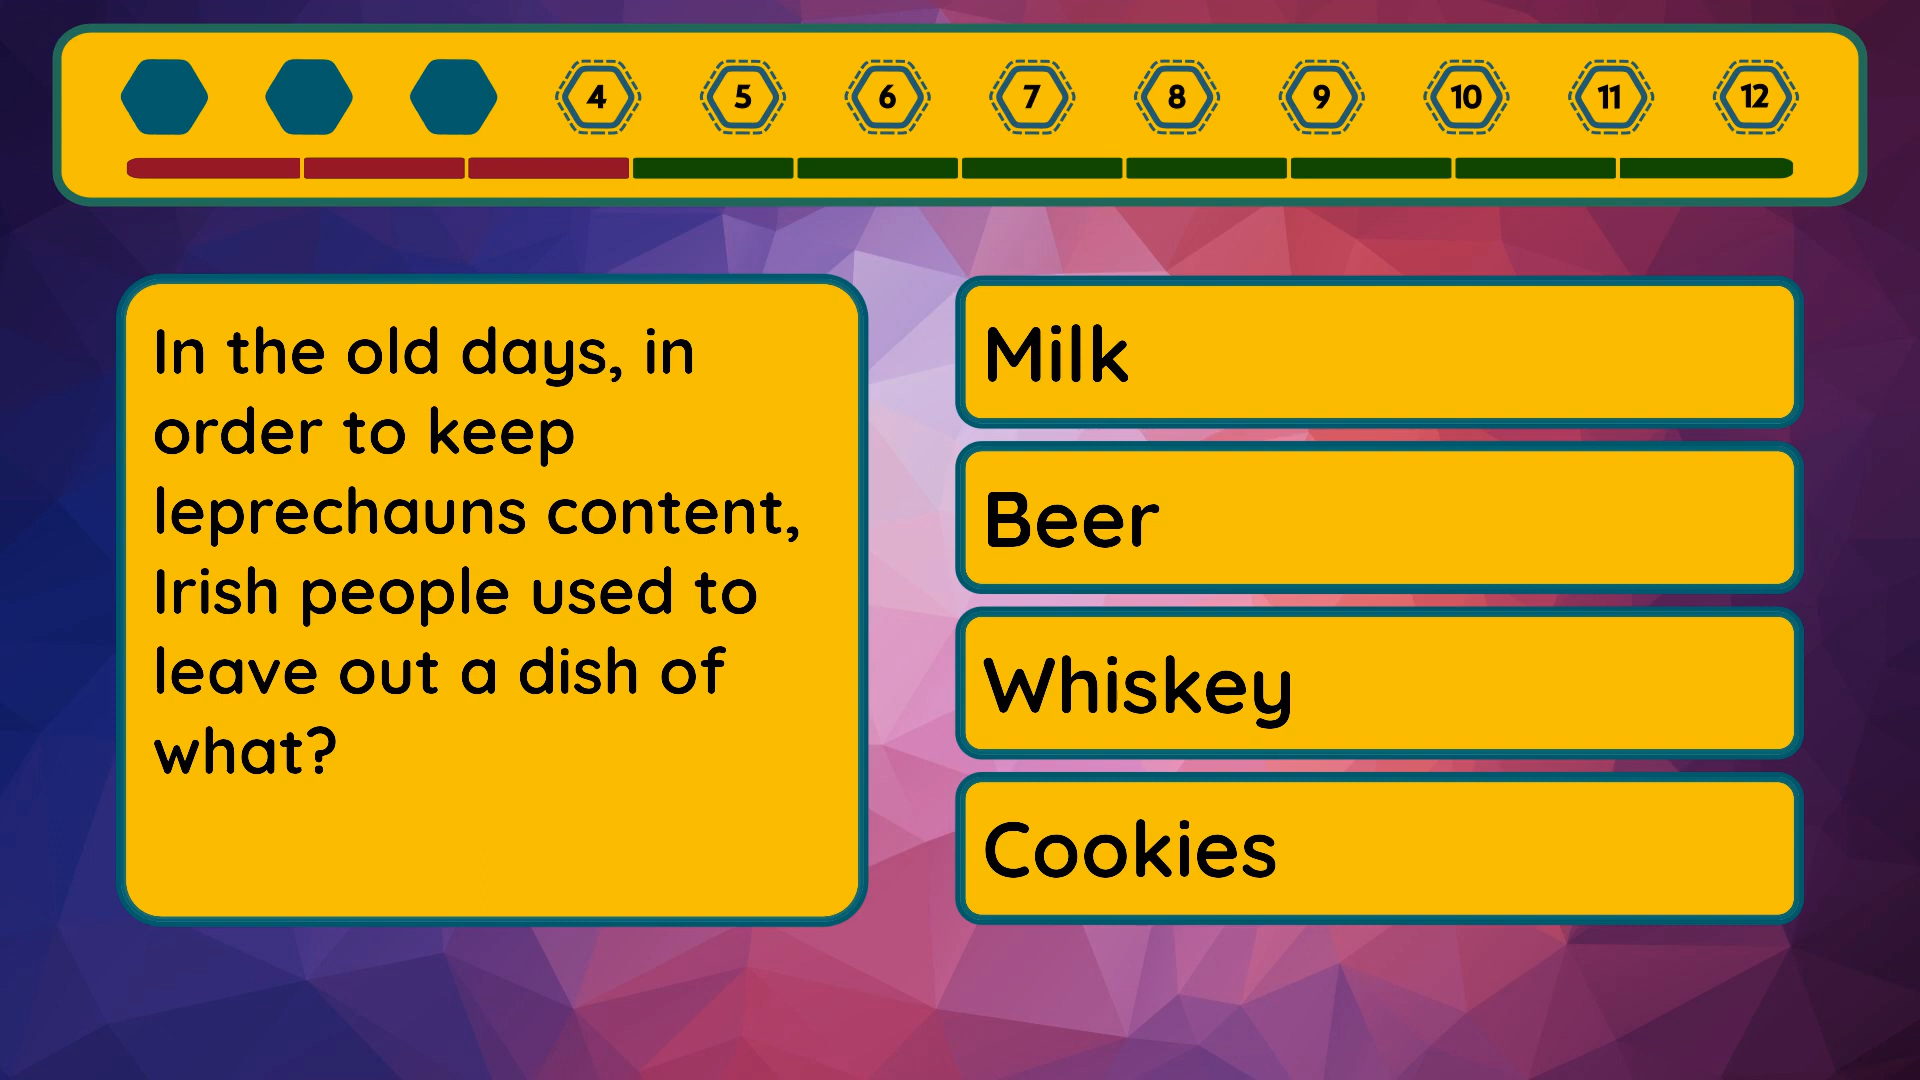 4 5 6 7 8 9 10 11 12
In the old days, in
order to keep
leprechauns content,
Irish people used to
leave out a dish of
what?
Milk
Beer
Whiskey
Cookies